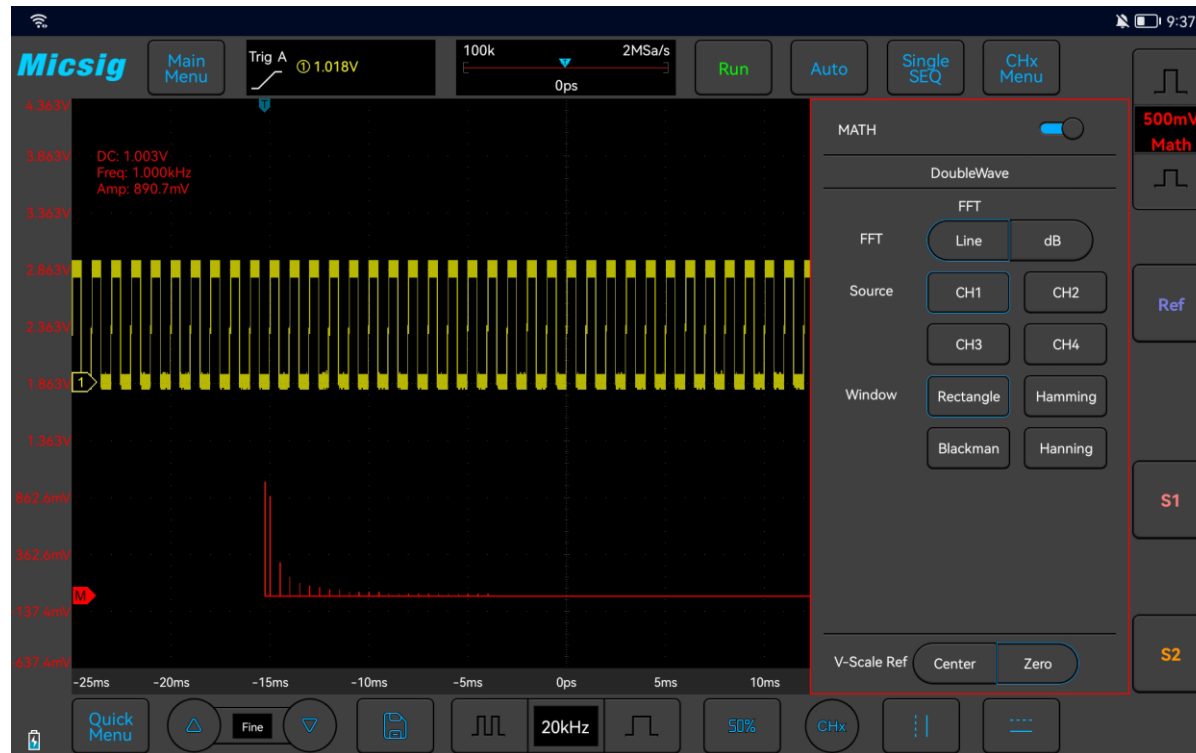 9:37
Micsig
Main Menu
Trig A ① 1.018V
100k 2MSa/s
0ps
Run
Auto
Single SEQ
CHx Menu
T
4.363V
3.863V
3.363V
2.863V
2.363V
1.863V
1.363V
862.6mV
362.6mV
-137.4mV
-637.4mV
DC: 1.003V
Freq: 1.000kHz
Amp: 890.7mV
1
M
-25ms -20ms -15ms -10ms -5ms 0ps 5ms 10ms
MATH
DoubleWave
FFT
FFT Line dB
Source CH1 CH2
CH3 CH4
Window Rectangle Hamming
Blackman Hanning
V-Scale Ref Center Zero
500mV
Math
Ref
S1
S2
Quick Menu
Fine
20kHz
50%
CHx